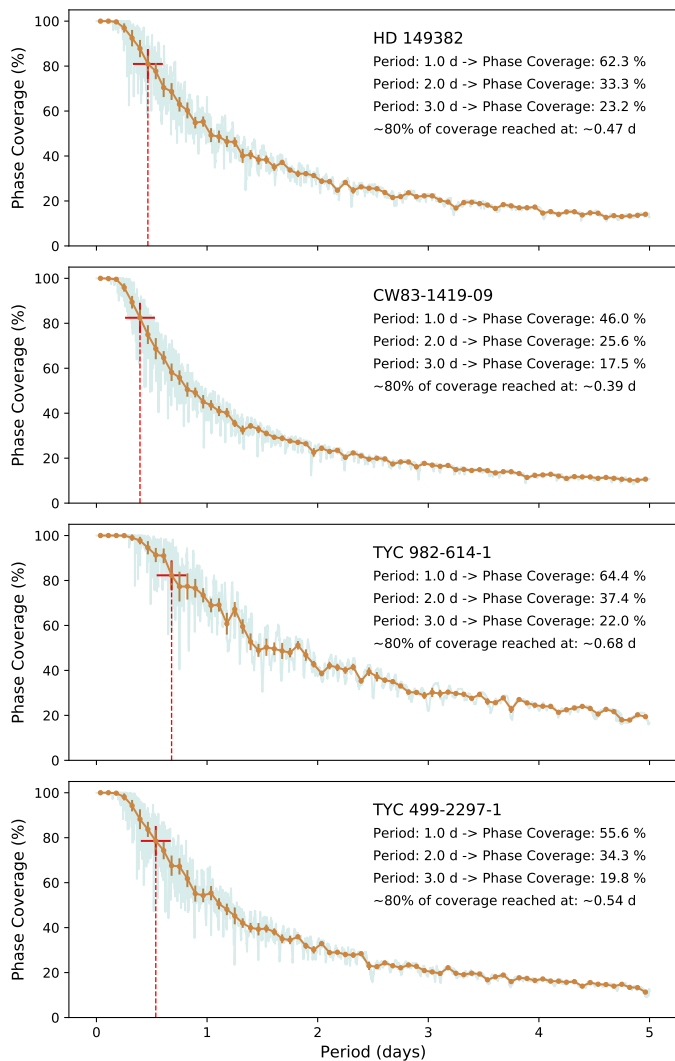 100
80
60
40
20
0
Phase Coverage (%)
HD 149382
Period: 1.0 d -> Phase Coverage: 62.3 %
Period: 2.0 d -> Phase Coverage: 33.3 %
Period: 3.0 d -> Phase Coverage: 23.2 %
~80% of coverage reached at: ~0.47 d
100
80
60
40
20
0
Phase Coverage (%)
CW83-1419-09
Period: 1.0 d -> Phase Coverage: 46.0 %
Period: 2.0 d -> Phase Coverage: 25.6 %
Period: 3.0 d -> Phase Coverage: 17.5 %
~80% of coverage reached at: ~0.39 d
100
80
60
40
20
0
Phase Coverage (%)
TYC 982-614-1
Period: 1.0 d -> Phase Coverage: 64.4 %
Period: 2.0 d -> Phase Coverage: 37.4 %
Period: 3.0 d -> Phase Coverage: 22.0 %
~80% of coverage reached at: ~0.68 d
100
80
60
40
20
0
Phase Coverage (%)
TYC 499-2297-1
Period: 1.0 d -> Phase Coverage: 55.6 %
Period: 2.0 d -> Phase Coverage: 34.3 %
Period: 3.0 d -> Phase Coverage: 19.8 %
~80% of coverage reached at: ~0.54 d
0 1 2 3 4 5
Period (days)